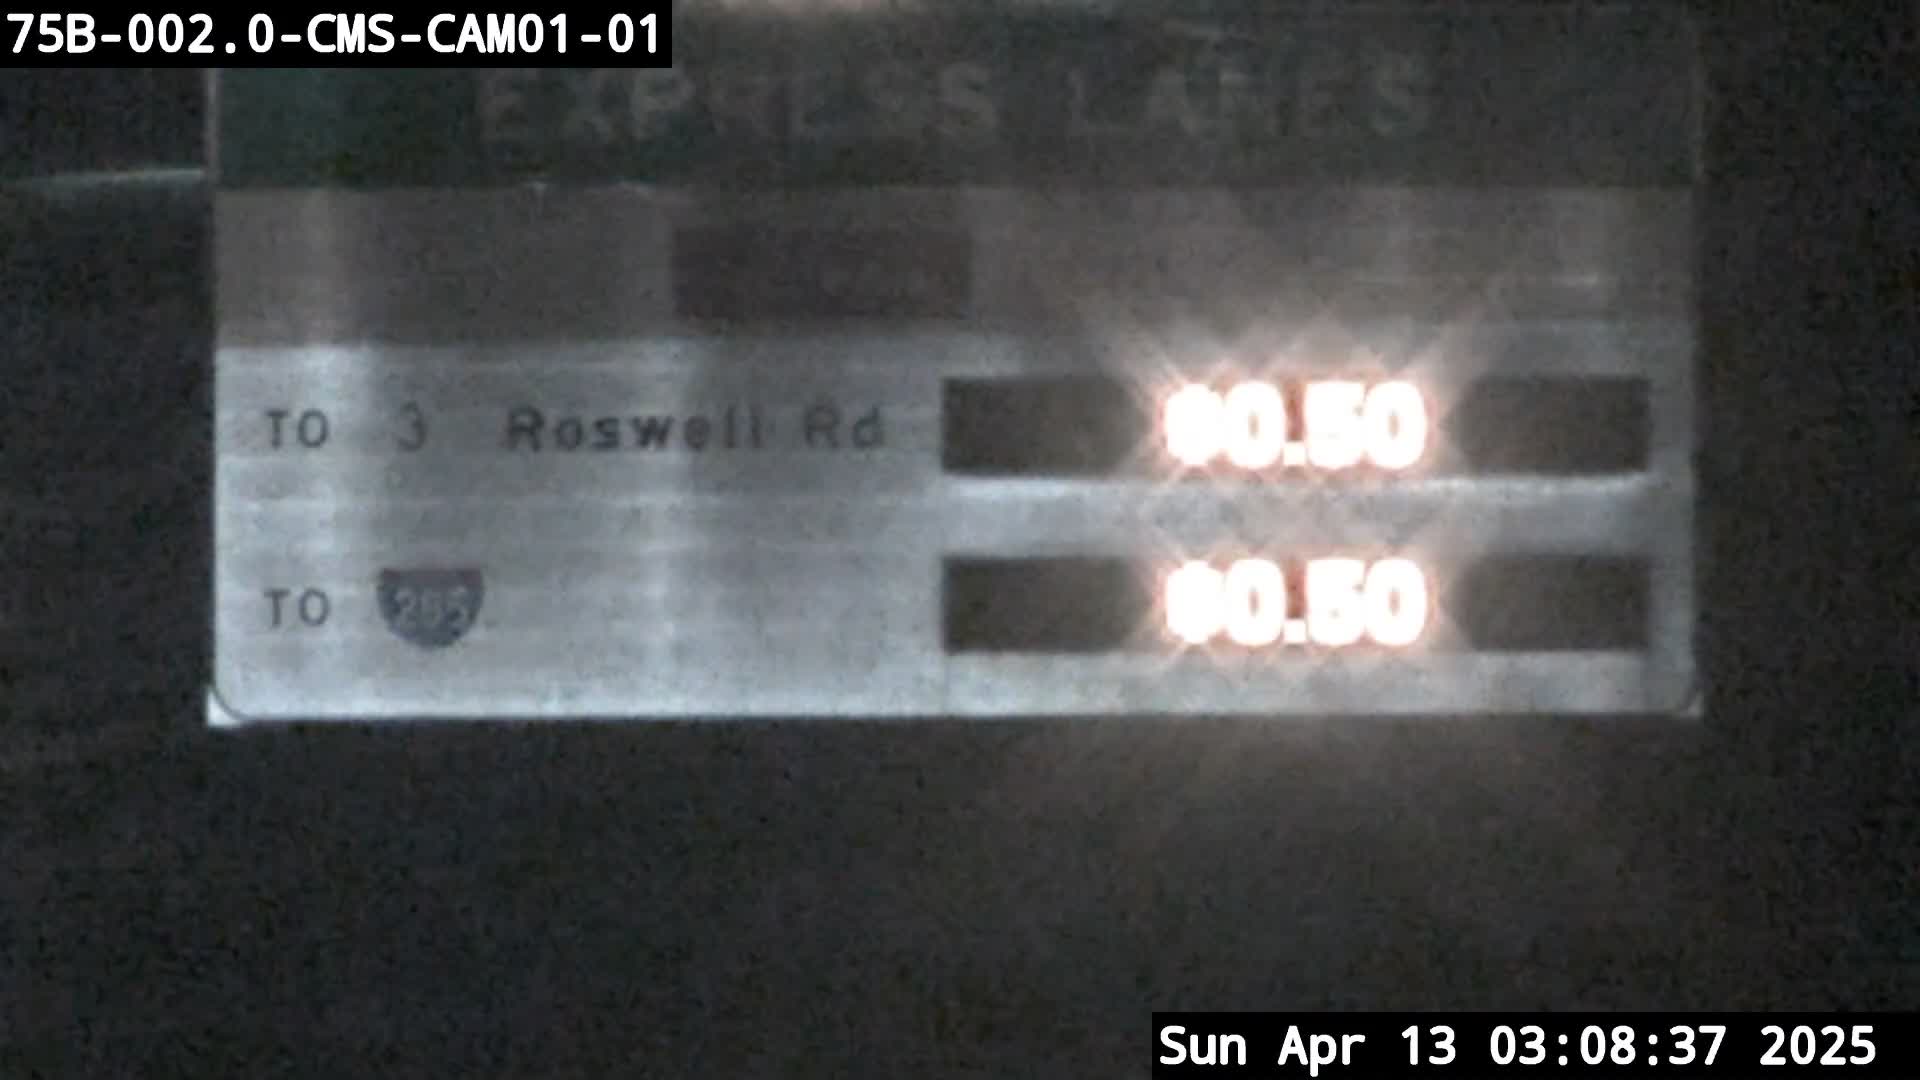 75B-002.0-CMS-CAM01-01
EXPRESS LANES
TO 3 Roswell Rd $0.50
TO 285 $0.50
Sun Apr 13 03:08:37 2025